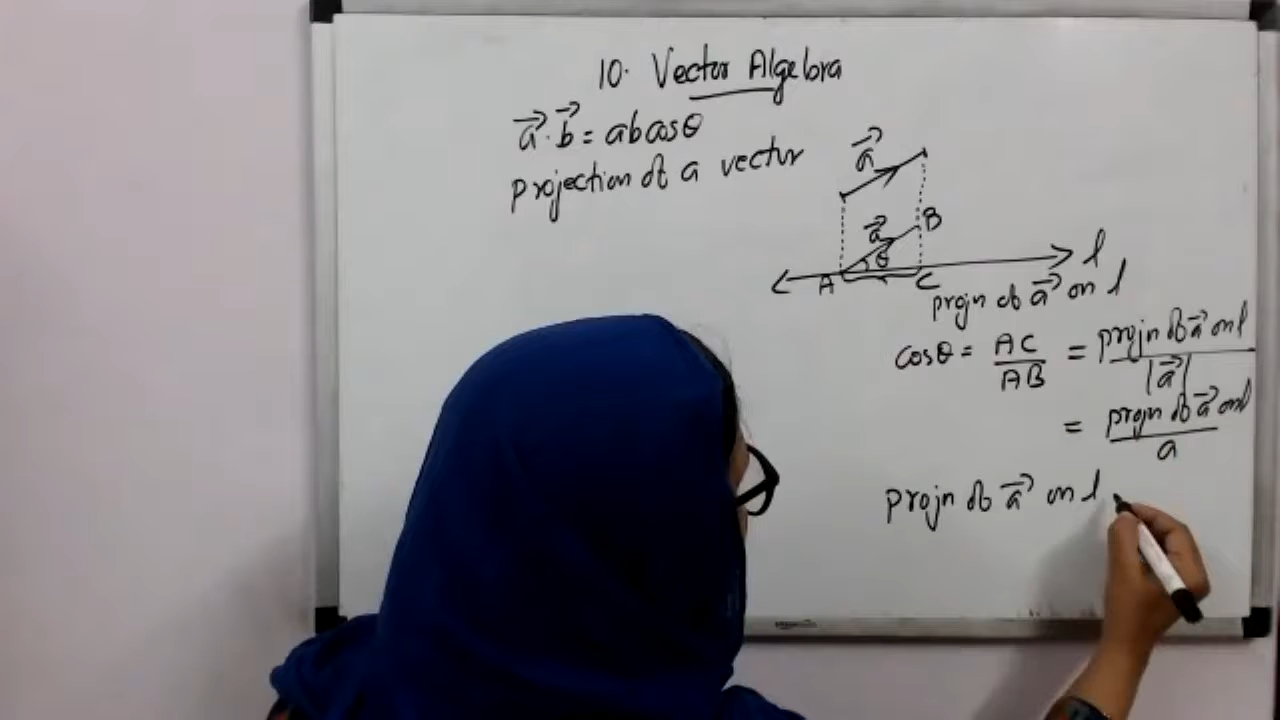 10. Vector Algebra
a⃗ · b⃗ = ab cosθ
projection of a vector
a⃗
a⃗
B
θ
l
A
C
projn of a⃗ on l
cosθ = AC/AB = projn of a⃗ on l / |a⃗|
= projn of a⃗ on l / a
projn of a⃗ on l